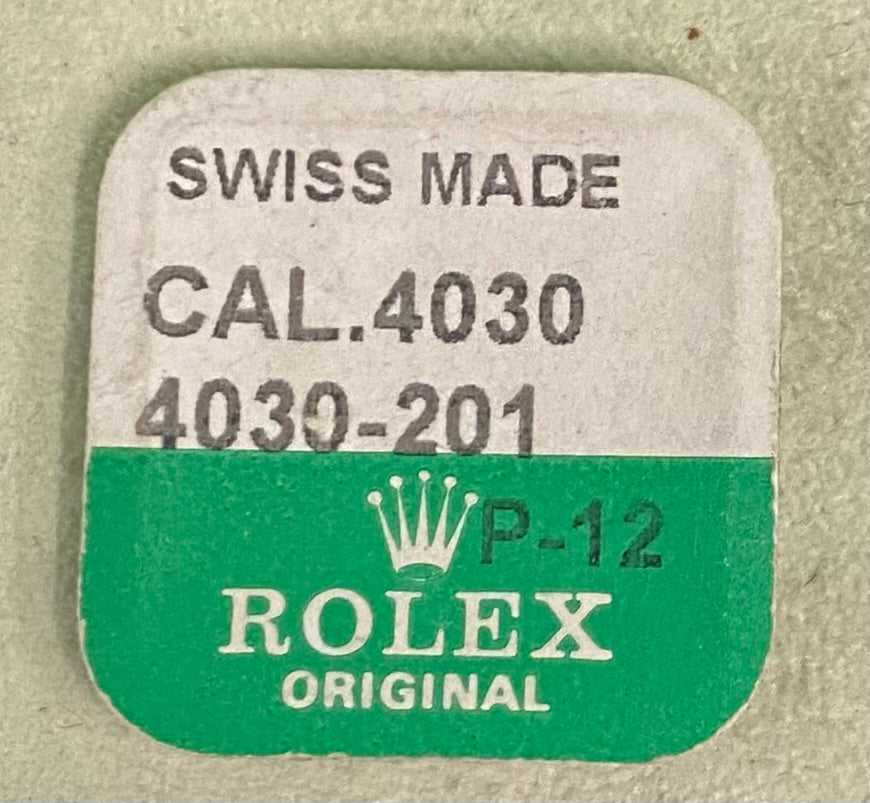 SWISS MADE
CAL.4030
4030-201
P-12
ROLEX
ORIGINAL